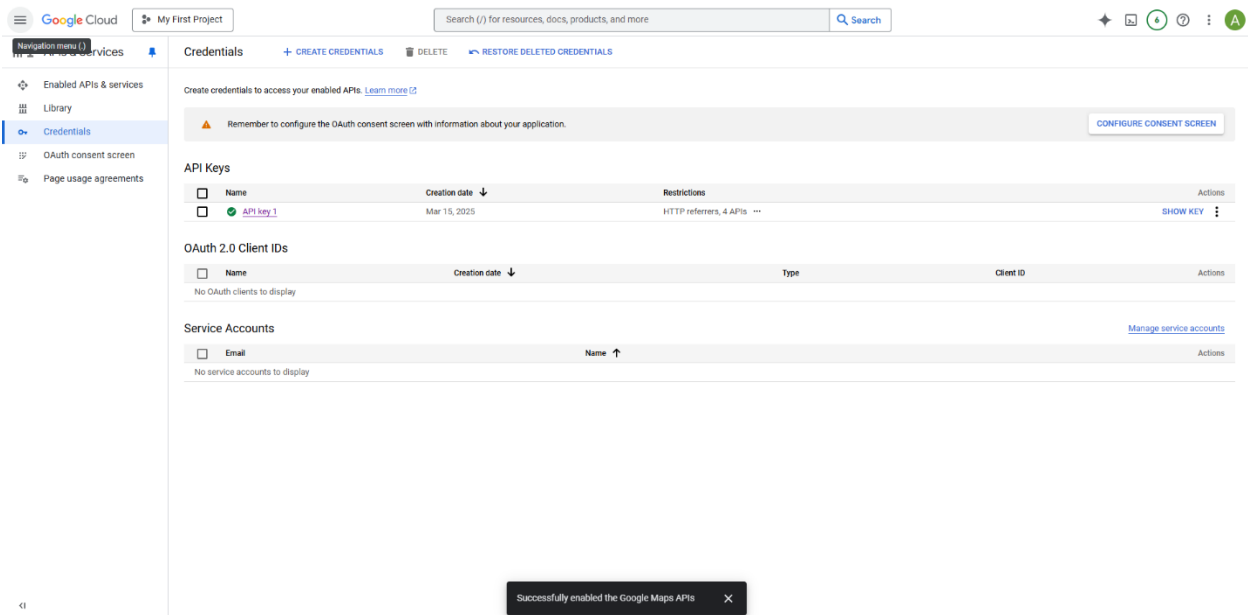 Google Cloud My First Project Search (/) for resources, docs, products, and more Search 6 ? A
Navigation menu (.)
APIs & Services Credentials + CREATE CREDENTIALS DELETE RESTORE DELETED CREDENTIALS
Enabled APIs & services
Create credentials to access your enabled APIs. Learn more
Library
Remember to configure the OAuth consent screen with information about your application. CONFIGURE CONSENT SCREEN
Credentials
OAuth consent screen
API Keys
Page usage agreements
Name Creation date Restrictions Actions
API key 1 Mar 15, 2025 HTTP referrers, 4 APIs SHOW KEY
OAuth 2.0 Client IDs
Name Creation date Type Client ID Actions
No OAuth clients to display
Service Accounts Manage service accounts
Email Name Actions
No service accounts to display
Successfully enabled the Google Maps APIs